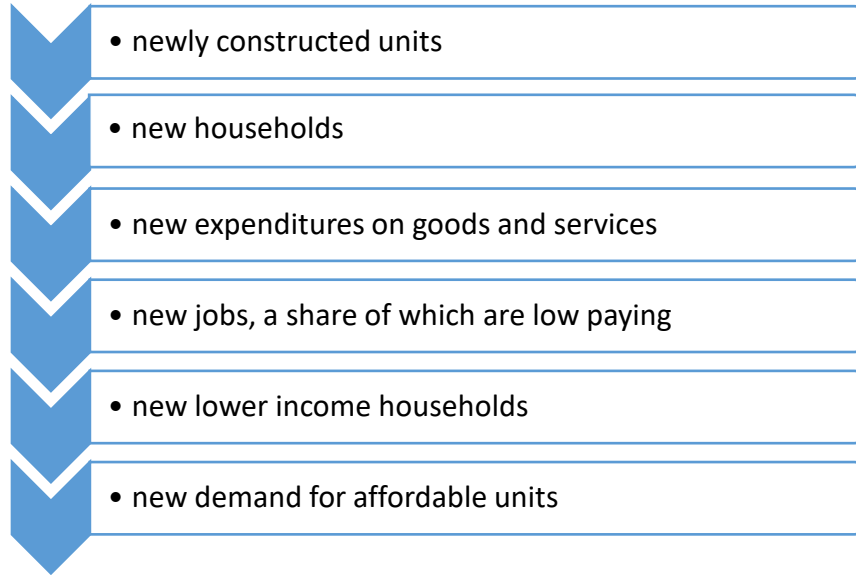 • newly constructed units
• new households
• new expenditures on goods and services
• new jobs, a share of which are low paying
• new lower income households
• new demand for affordable units